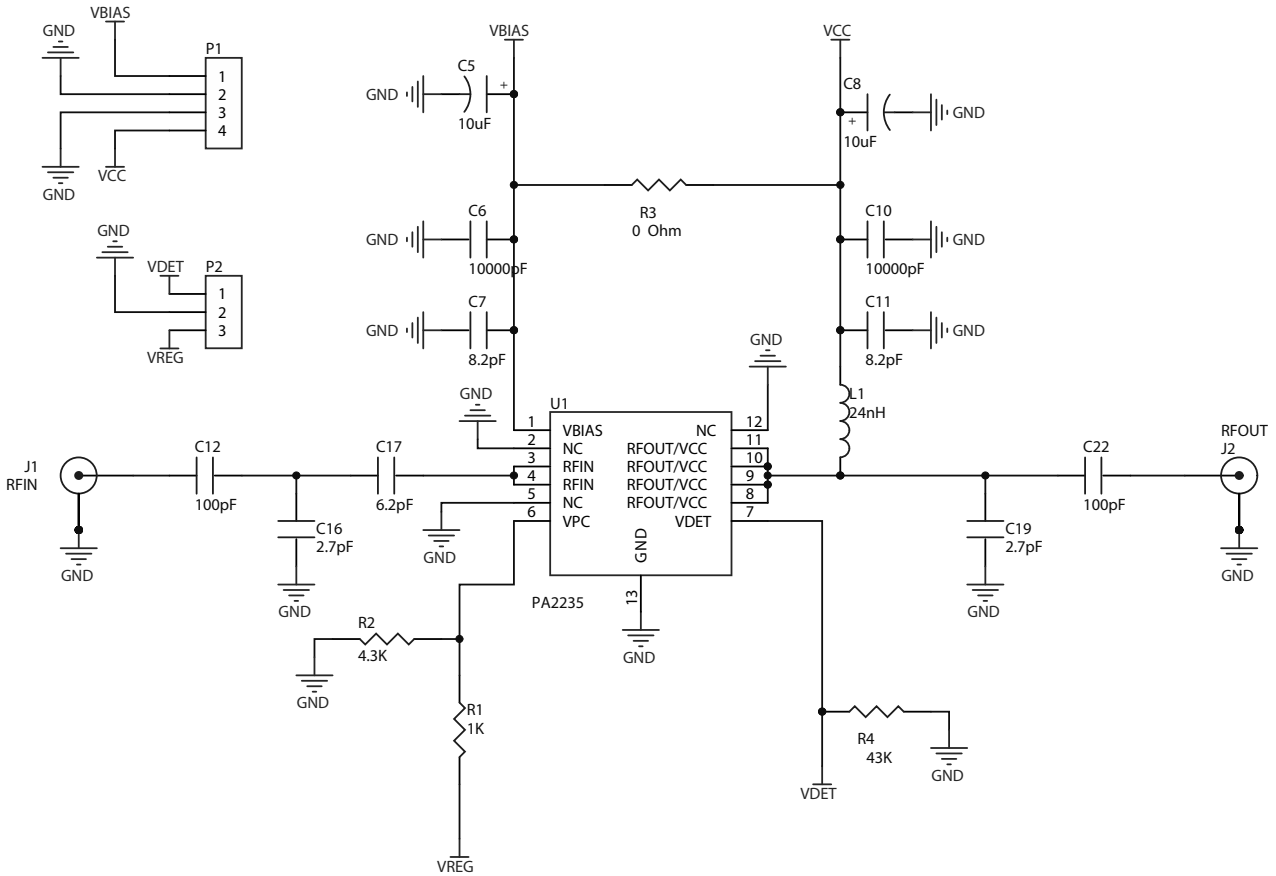 VBIAS
GND
P1
1
2
3
4
VCC
GND
GND
VDET
P2
1
2
3
VREG
VBIAS
C5
GND
+
10uF
VCC
C8
GND
+
10uF
R3
0 Ohm
C6
GND
10000pF
C10
GND
10000pF
C7
GND
8.2pF
C11
GND
8.2pF
L1
24nH
GND
GND
U1
1 VBIAS
2 NC
3 RFIN
4 RFIN
5 NC
6 VPC
NC 12
RFOUT/VCC 11
RFOUT/VCC 10
RFOUT/VCC 9
RFOUT/VCC 8
VDET 7
GND
13
PA2235
GND
J1
RFIN
GND
C12
100pF
C16
2.7pF
GND
C17
6.2pF
GND
R2
4.3K
GND
R1
1K
VREG
R4
43K
GND
VDET
C19
2.7pF
GND
C22
100pF
RFOUT
J2
GND